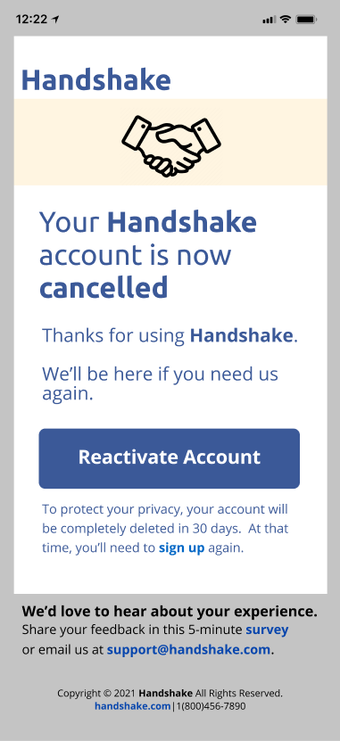 12:22
Handshake
Your Handshake
account is now
cancelled
Thanks for using Handshake.
We'll be here if you need us
again.
Reactivate Account
To protect your privacy, your account will
be completely deleted in 30 days.  At that
time, you'll need to sign up again.
We'd love to hear about your experience.
Share your feedback in this 5-minute survey
or email us at support@handshake.com.
Copyright © 2021 Handshake All Rights Reserved.
handshake.com|1(800)456-7890